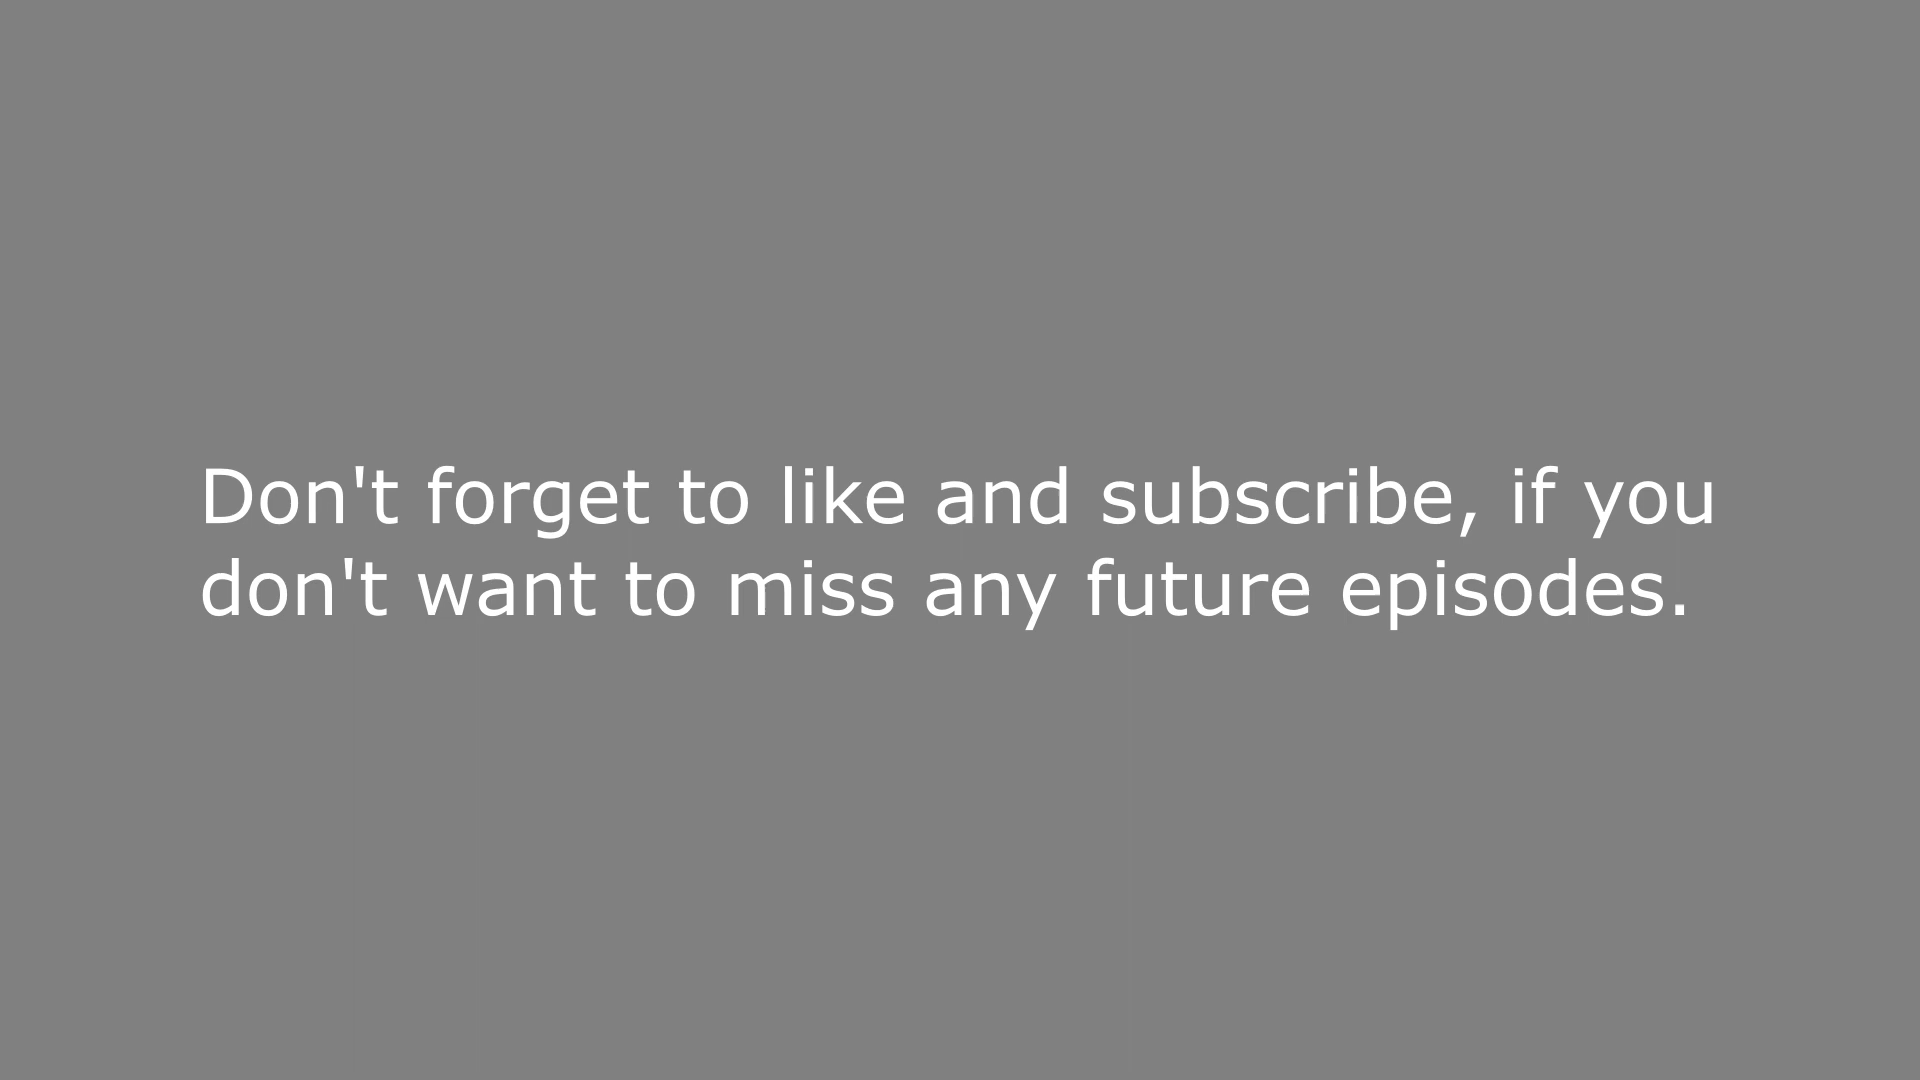 Don't forget to like and subscribe, if you
don't want to miss any future episodes.